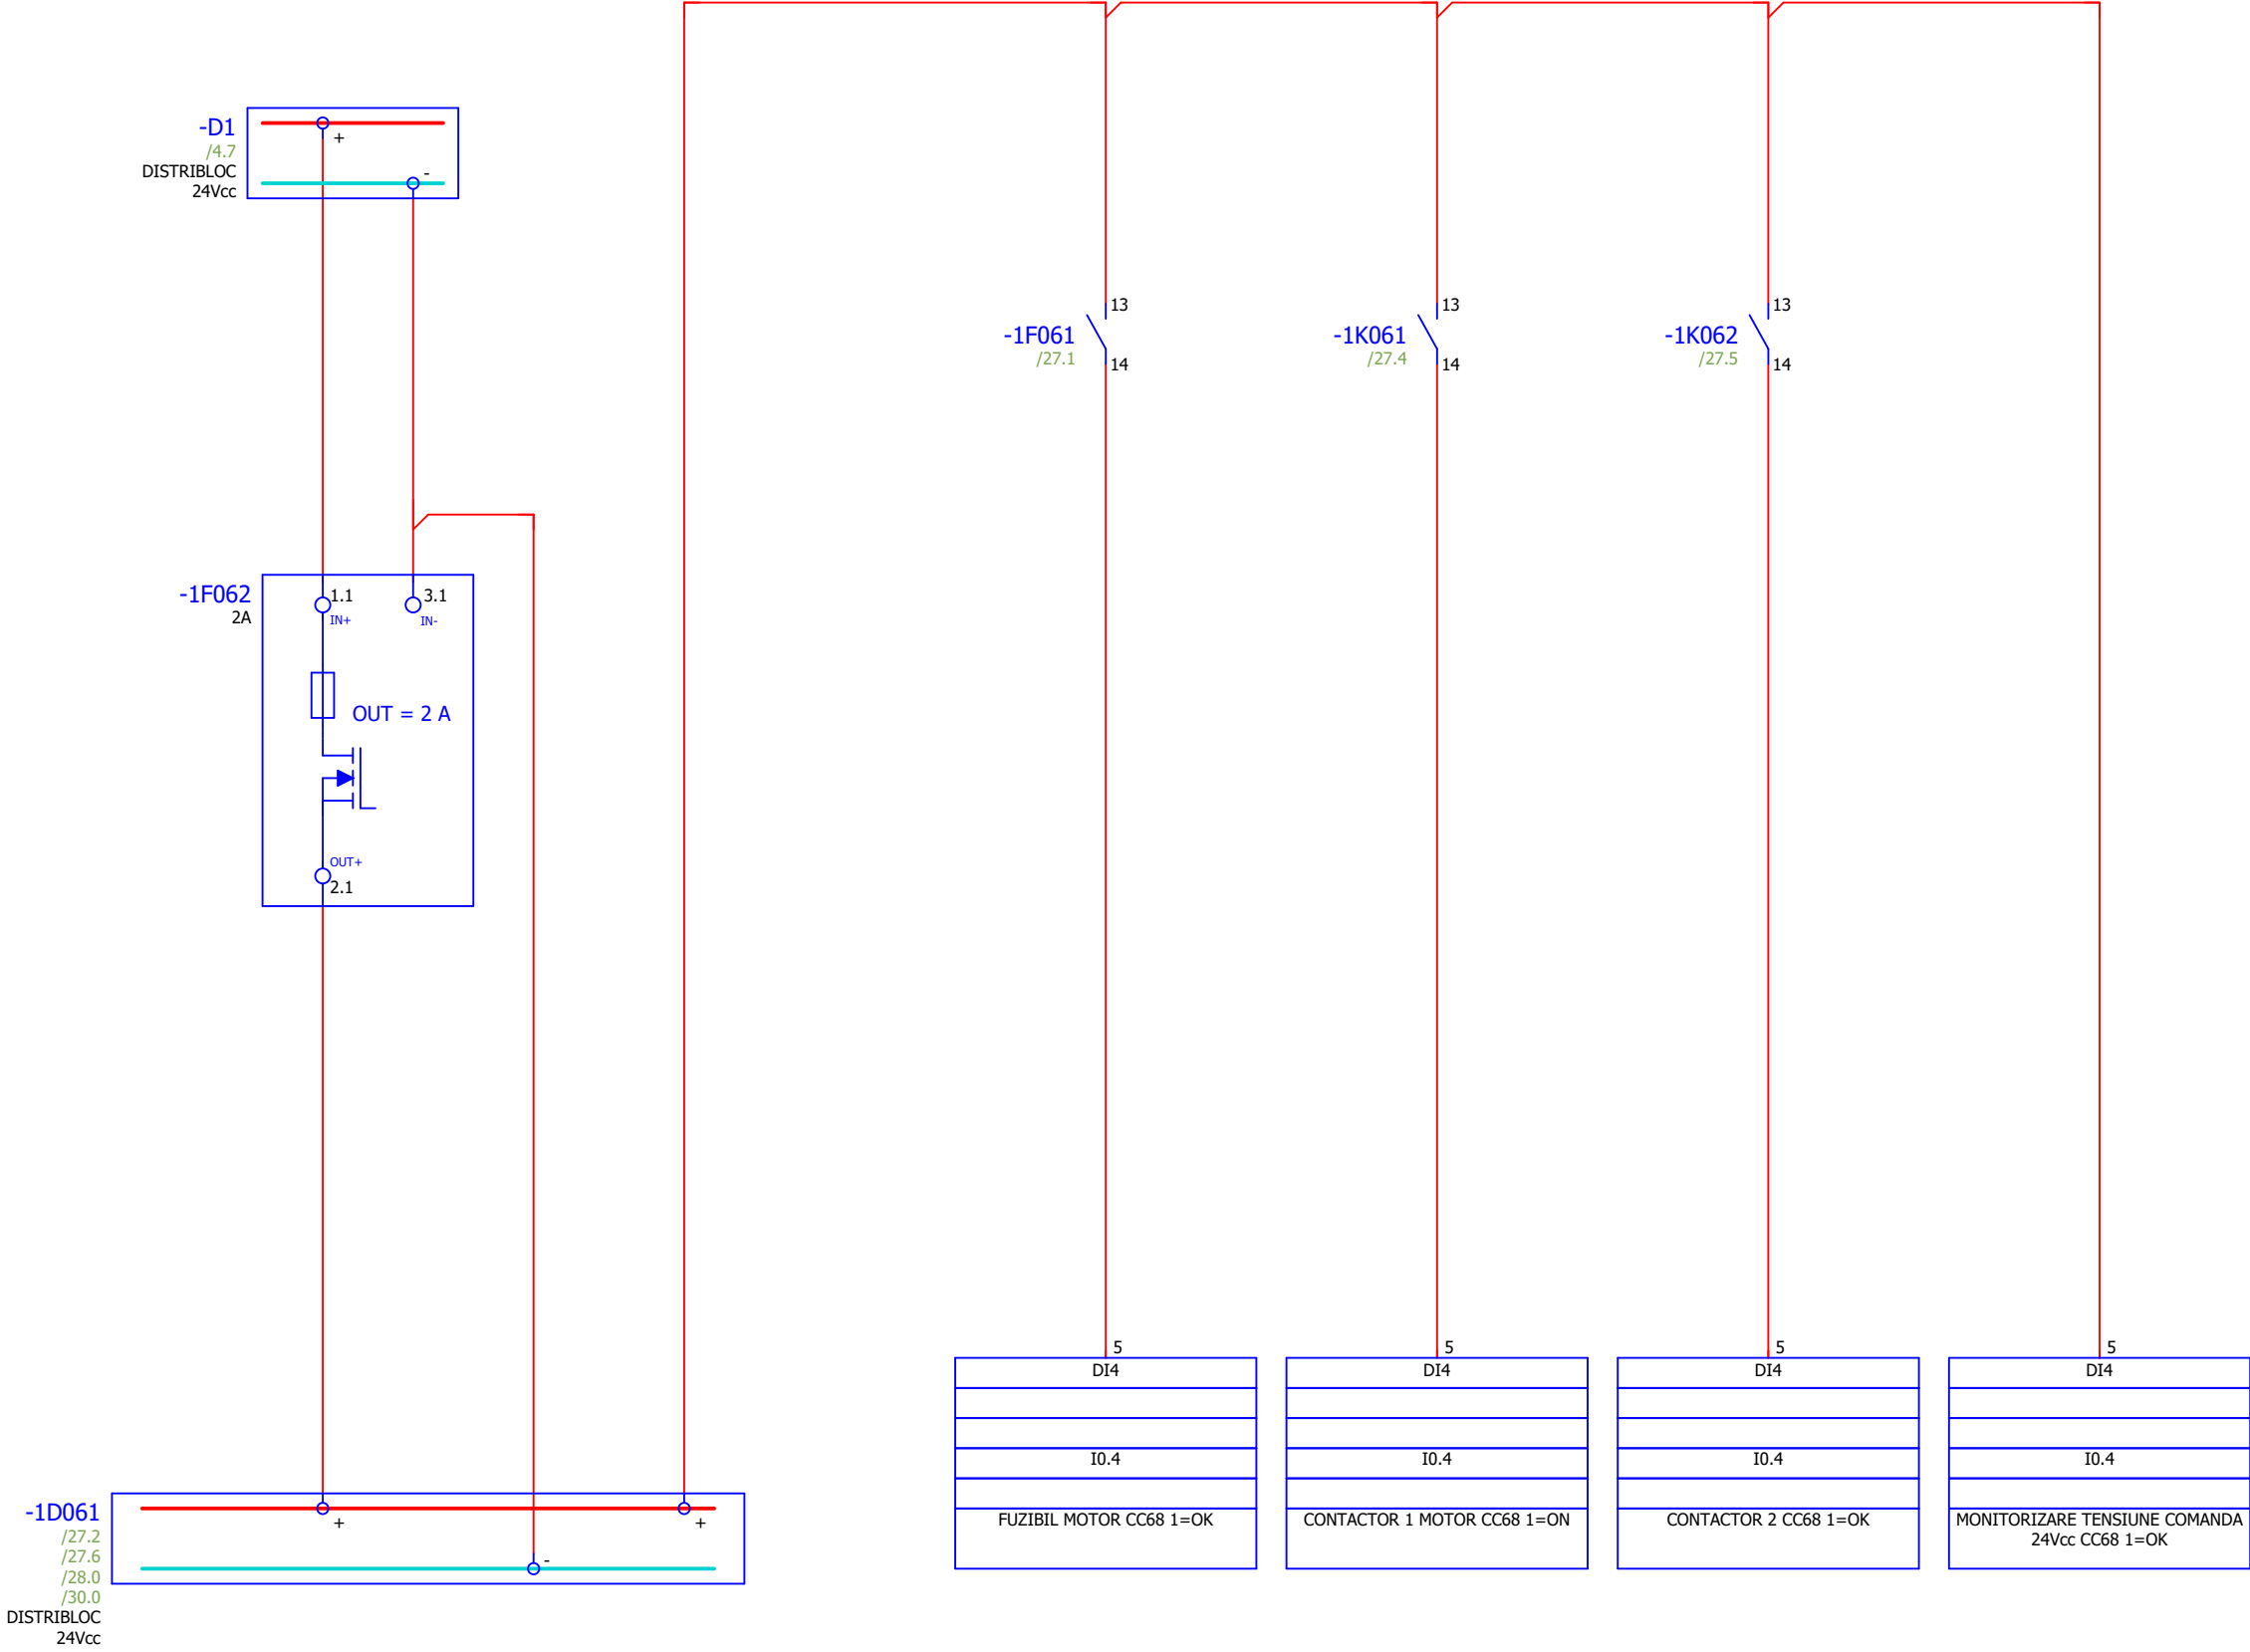 -D1
/4.7
DISTRIBLOC
24Vcc
+
-
-1F061
/27.1
13
14
-1K061
/27.4
13
14
-1K062
/27.5
13
14
-1F062
2A
1.1
IN+
3.1
IN-
OUT = 2 A
OUT+
2.1
5
DI4
I0.4
FUZIBIL MOTOR CC68 1=OK
5
DI4
I0.4
CONTACTOR 1 MOTOR CC68 1=ON
5
DI4
I0.4
CONTACTOR 2 CC68 1=OK
5
DI4
I0.4
MONITORIZARE TENSIUNE COMANDA
24Vcc CC68 1=OK
-1D061
/27.2
/27.6
/28.0
/30.0
DISTRIBLOC
24Vcc
+
-
+